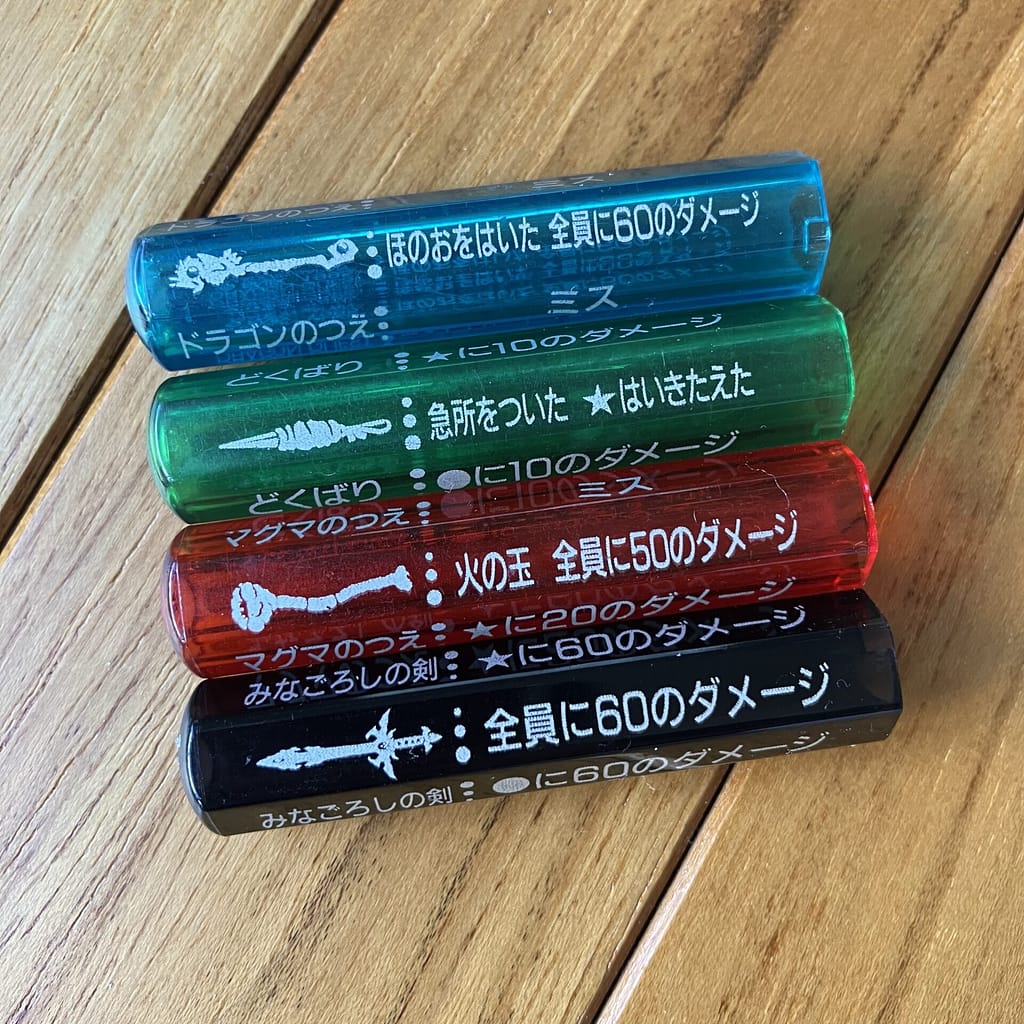 ドラゴンのつえ ミス
ほのおをはいた 全員に60のダメージ
ドラゴンのつえ ミス
どくばり ★に10のダメージ
急所をついた ★はいきたえた
どくばり ●に10のダメージ
マグマのつえ ミス
火の玉 全員に50のダメージ
マグマのつえ ★に20のダメージ
みなごろしの剣 ★に60のダメージ
全員に60のダメージ
みなごろしの剣 ●に60のダメージ